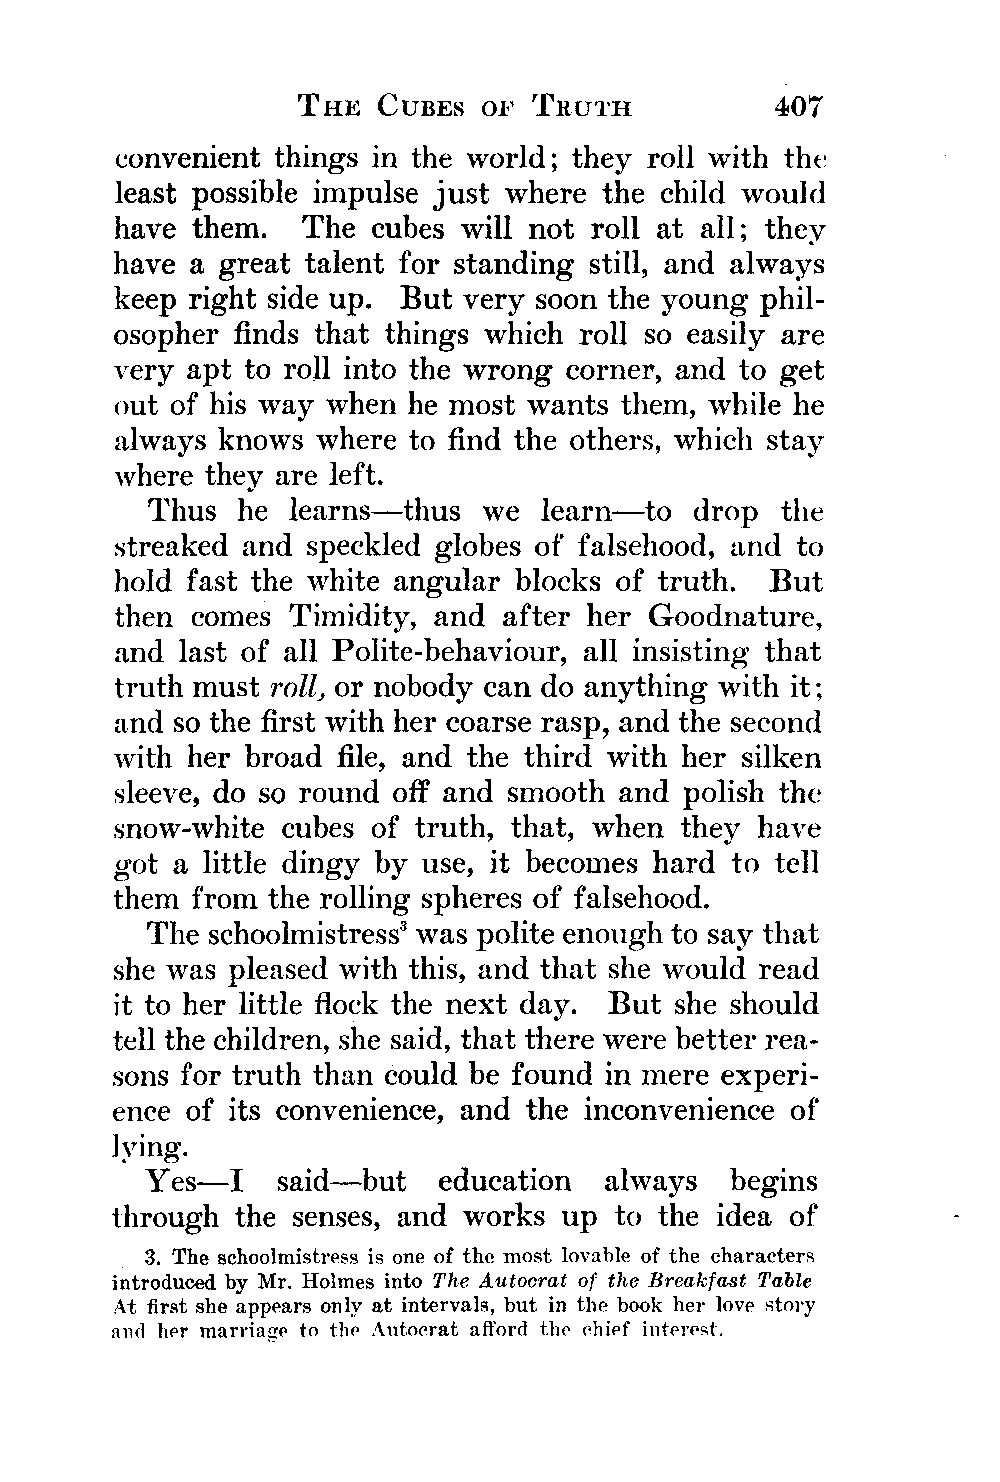 THE CUBES OF TRUTH 407
convenient things in the world; they roll with the
least possible impulse just where the child would
have them. The cubes will not roll at all; they
have a great talent for standing still, and always
keep right side up. But very soon the young phil-
osopher finds that things which roll so easily are
very apt to roll into the wrong corner, and to get
out of his way when he most wants them, while he
always knows where to find the others, which stay
where they are left.
Thus he learns—thus we learn—to drop the
streaked and speckled globes of falsehood, and to
hold fast the white angular blocks of truth. But
then comes Timidity, and after her Goodnature,
and last of all Polite-behaviour, all insisting that
truth must roll, or nobody can do anything with it;
and so the first with her coarse rasp, and the second
with her broad file, and the third with her silken
sleeve, do so round off and smooth and polish the
snow-white cubes of truth, that, when they have
got a little dingy by use, it becomes hard to tell
them from the rolling spheres of falsehood.
The schoolmistress³ was polite enough to say that
she was pleased with this, and that she would read
it to her little flock the next day. But she should
tell the children, she said, that there were better rea-
sons for truth than could be found in mere experi-
ence of its convenience, and the inconvenience of
lying.
Yes—I said—but education always begins
through the senses, and works up to the idea of
3. The schoolmistress is one of the most lovable of the characters
introduced by Mr. Holmes into The Autocrat of the Breakfast Table
At first she appears only at intervals, but in the book her love story
and her marriage to the Autocrat afford the chief interest.